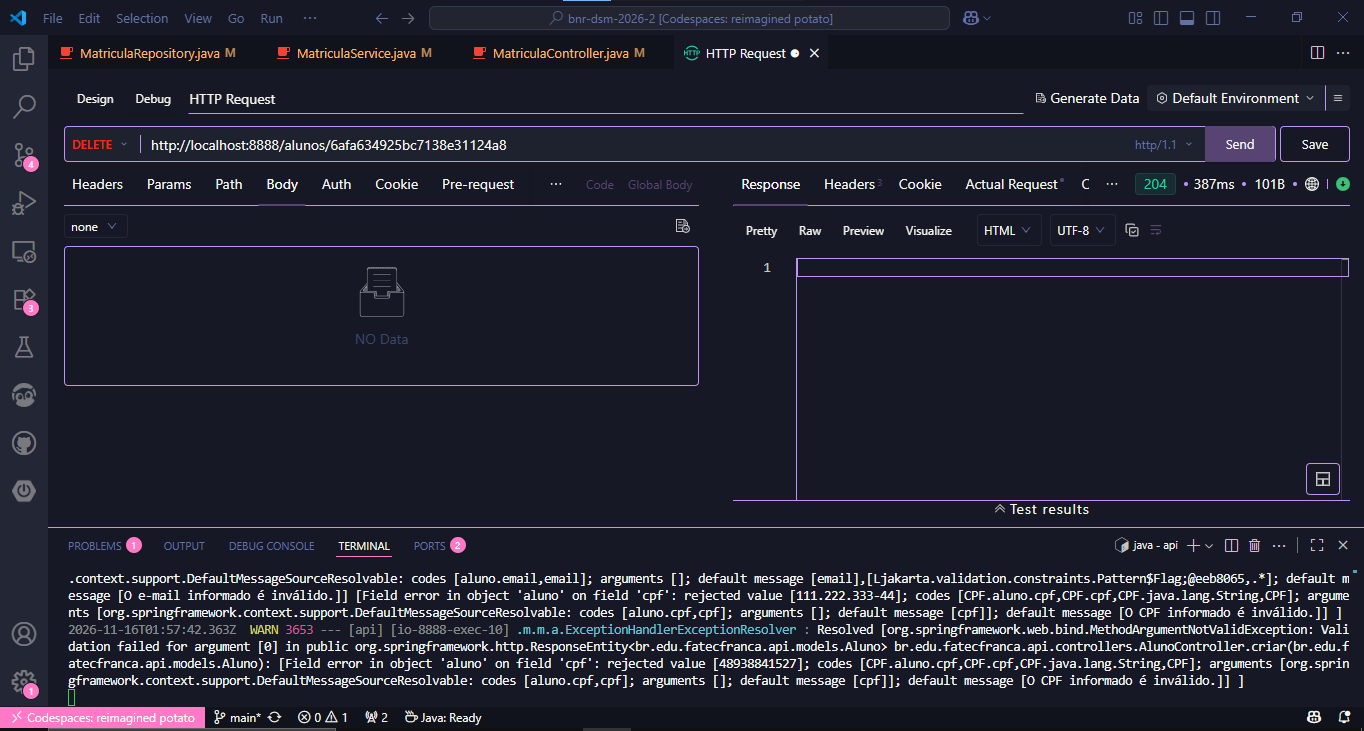 File Edit Selection View Go Run ··· bnr-dsm-2026-2 [Codespaces: reimagined potato]
MatriculaRepository.java M MatriculaService.java M MatriculaController.java M HTTP HTTP Request
Design Debug HTTP Request Generate Data Default Environment
DELETE http://localhost:8888/alunos/6afa634925bc7138e31124a8 http/1.1 Send Save
Headers Params Path Body Auth Cookie Pre-request ··· Code Global Body
Response Headers 3 Cookie Actual Request C ··· 204 • 387ms • 101B
none
Pretty Raw Preview Visualize HTML UTF-8
1
NO Data
Test results
4
3
1
PROBLEMS 1 OUTPUT DEBUG CONSOLE TERMINAL PORTS 2 java - api
.context.support.DefaultMessageSourceResolvable: codes [aluno.email,email]; arguments []; default message [email],[Ljakarta.validation.constraints.Pattern$Flag;@eeb8065,.*]; default m
essage [O e-mail informado é inválido.]] [Field error in object 'aluno' on field 'cpf': rejected value [111.222.333-44]; codes [CPF.aluno.cpf,CPF.cpf,CPF.java.lang.String,CPF]; argume
nts [org.springframework.context.support.DefaultMessageSourceResolvable: codes [aluno.cpf,cpf]; arguments []; default message [cpf]]; default message [O CPF informado é inválido.]] ]
2026-11-16T01:57:42.363Z WARN 3653 --- [api] [io-8888-exec-10] .m.m.a.ExceptionHandlerExceptionResolver : Resolved [org.springframework.web.bind.MethodArgumentNotValidException: Vali
dation failed for argument [0] in public org.springframework.http.ResponseEntity<br.edu.fatecfranca.api.models.Aluno> br.edu.fatecfranca.api.controllers.AlunoController.criar(br.edu.f
atecfranca.api.models.Aluno): [Field error in object 'aluno' on field 'cpf': rejected value [48938841527]; codes [CPF.aluno.cpf,CPF.cpf,CPF.java.lang.String,CPF]; arguments [org.sprin
gframework.context.support.DefaultMessageSourceResolvable: codes [aluno.cpf,cpf]; arguments []; default message [cpf]]; default message [O CPF informado é inválido.]] ]
Codespaces: reimagined potato main* 0 1 2 Java: Ready